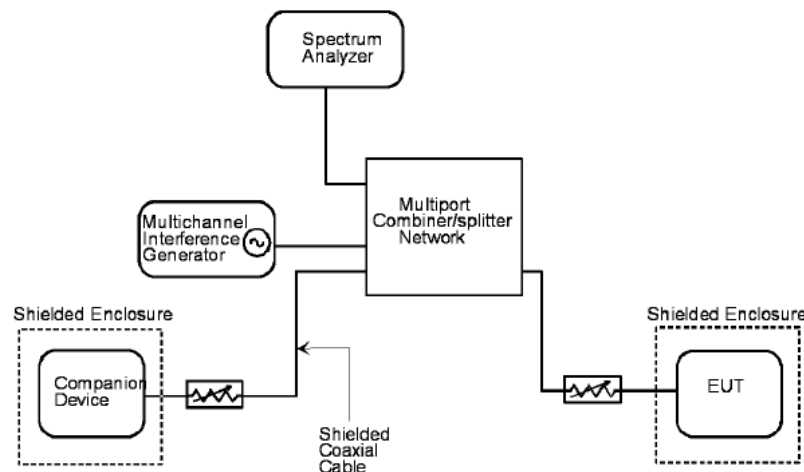 Spectrum
Analyzer
Multiport
Combiner/splitter
Network
Multichannel
Interference
Generator
Shielded Enclosure
Shielded Enclosure
Companion
Device
EUT
Shielded
Coaxial
Cable